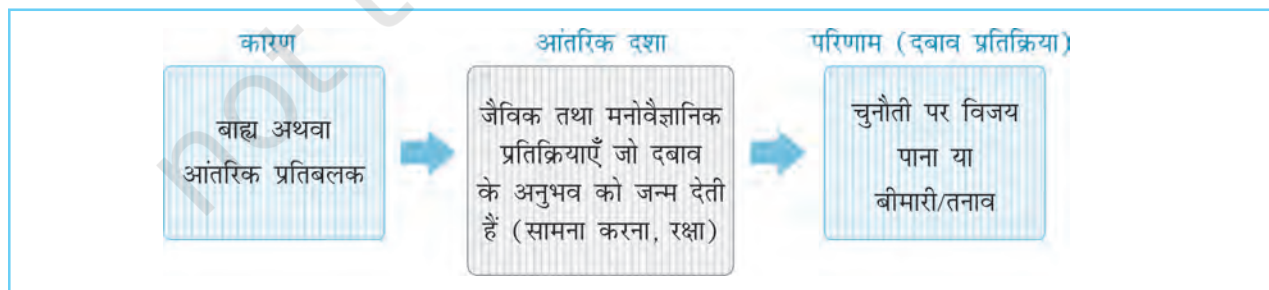 कारण
बाह्य अथवा
आंतरिक प्रतिबलक
आंतरिक दशा
जैविक तथा मनोवैज्ञानिक
प्रतिक्रियाएँ जो दबाव
के अनुभव को जन्म देती
हैं (सामना करना, रक्षा)
परिणाम (दबाव प्रतिक्रिया)
चुनौती पर विजय
पाना या
बीमारी/तनाव
not